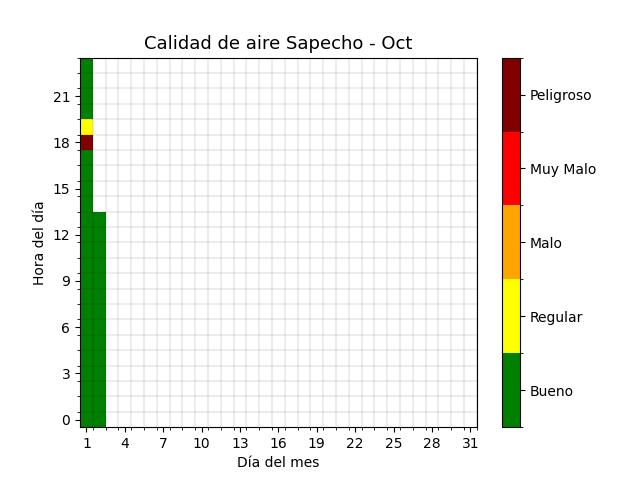 Calidad de aire Sapecho - Oct
Hora del día
21
18
15
12
9
6
3
0
1 4 7 10 13 16 19 22 25 28 31
Día del mes
Peligroso
Muy Malo
Malo
Regular
Bueno